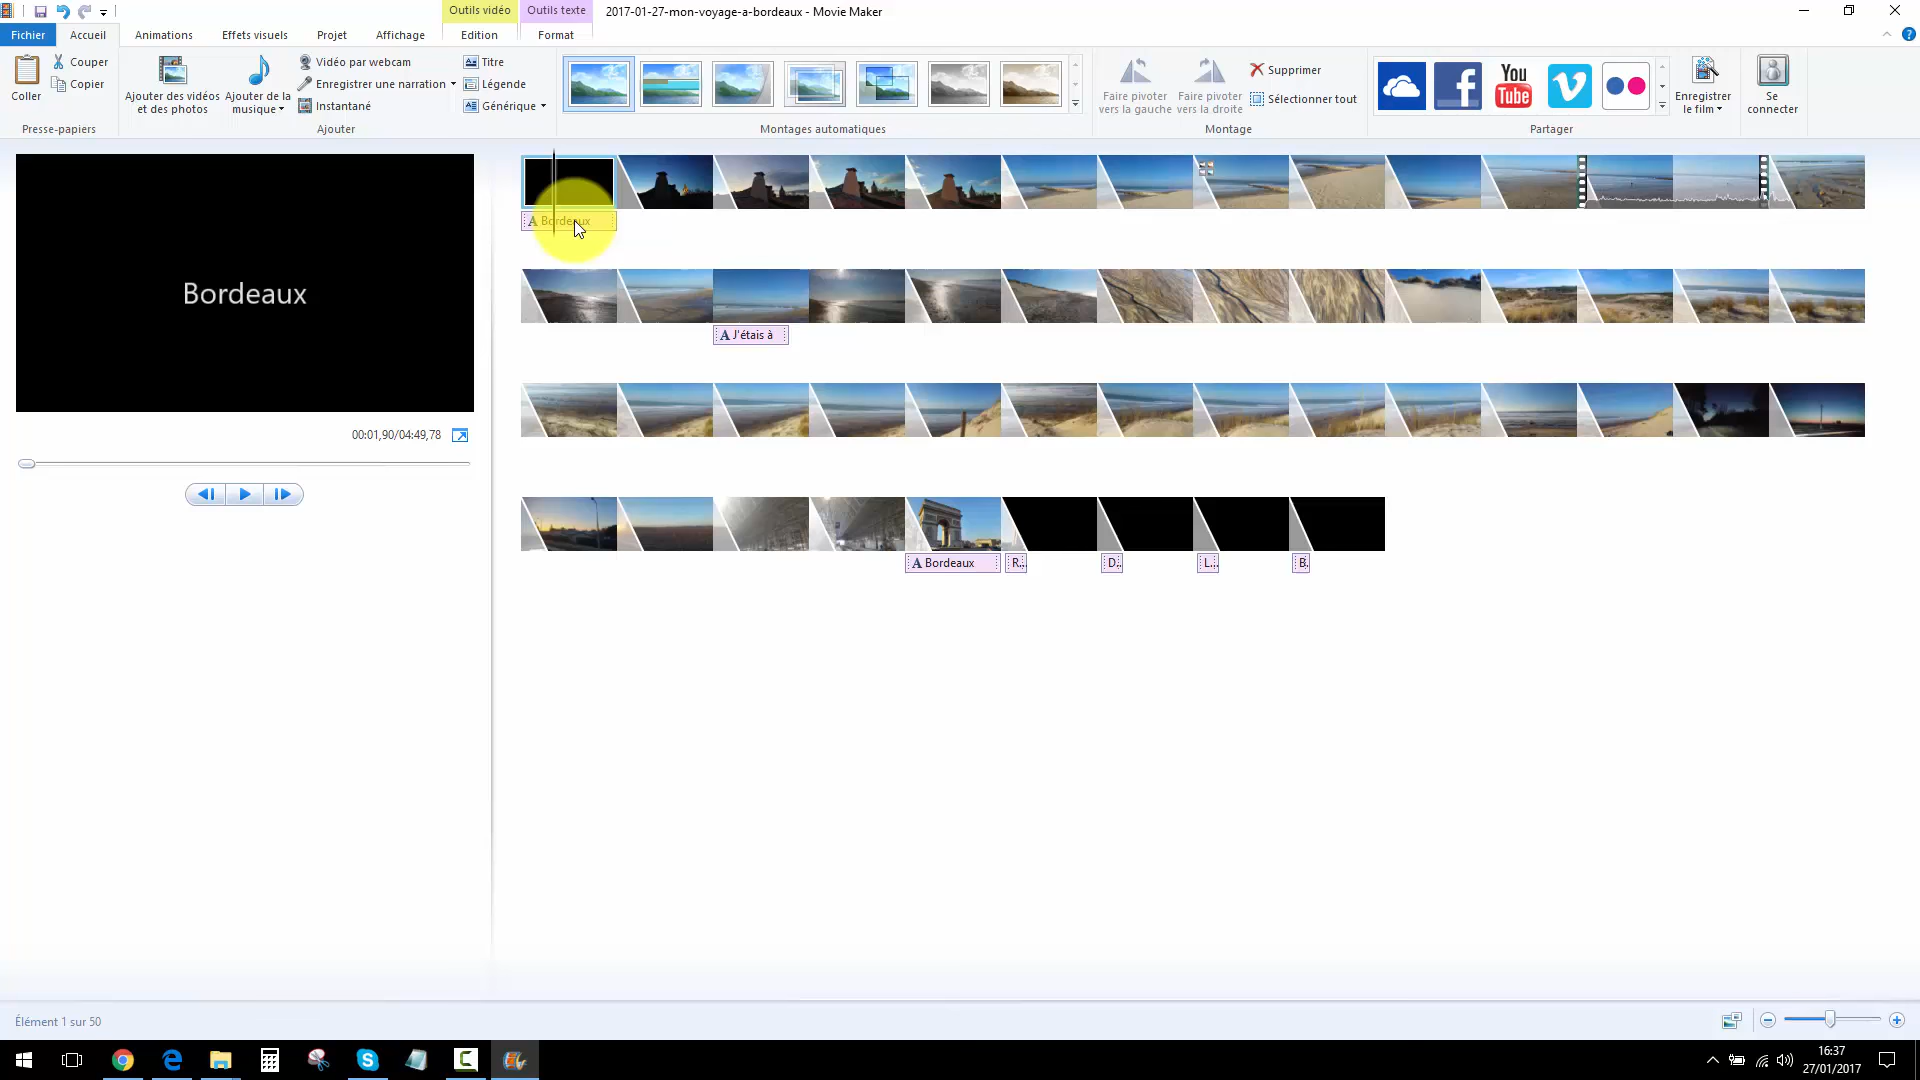 Outils vidéo
Outils texte
2017-01-27-mon-voyage-a-bordeaux - Movie Maker
Fichier
Accueil
Animations
Effets visuels
Projet
Affichage
Edition
Format
Coller
Couper
Copier
Presse-papiers
Ajouter des vidéos
et des photos
Ajouter de la
musique
Vidéo par webcam
Enregistrer une narration
Instantané
Ajouter
Titre
Légende
Générique
Montages automatiques
Faire pivoter
vers la gauche
Faire pivoter
vers la droite
Supprimer
Sélectionner tout
Montage
You
Tube
Partager
Enregistrer
le film
Se
connecter
Bordeaux
00:01,90/04:49,78
A Bordeaux
A J'étais à
A Bordeaux
R...
D...
L...
B.
Élément 1 sur 50
16:37
27/01/2017